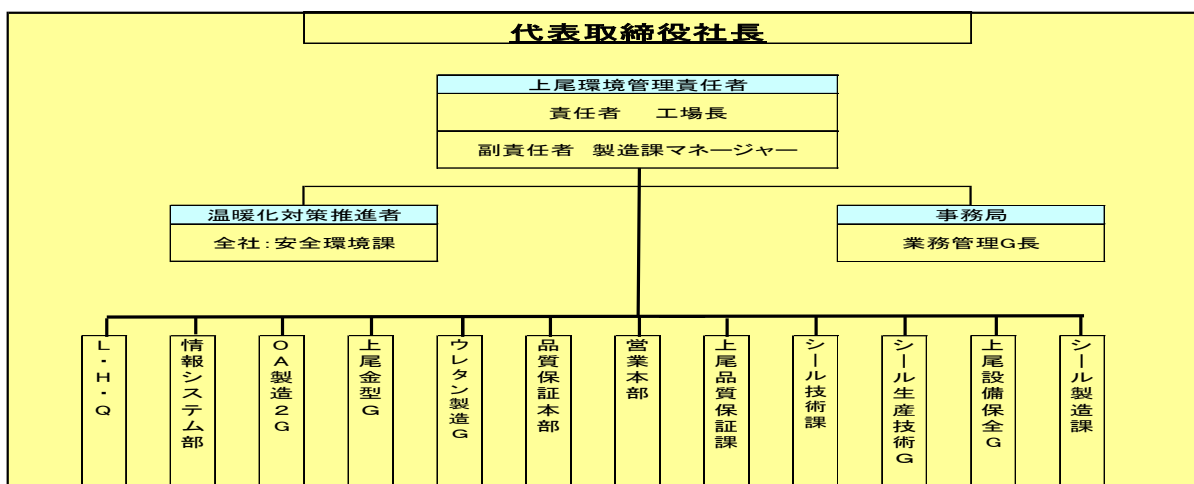 代表取締役社長
上尾環境管理責任者
責任者 工場長
副責任者 製造課マネージャー
温暖化対策推進者
全社：安全環境課
事務局
業務管理G長
L・H・Q
情報システム部
OA製造2G
上尾金型G
ウレタン製造G
品質保証本部
営業本部
上尾品質保証課
シール技術課
シール生産技術G
上尾設備保全G
シール製造課